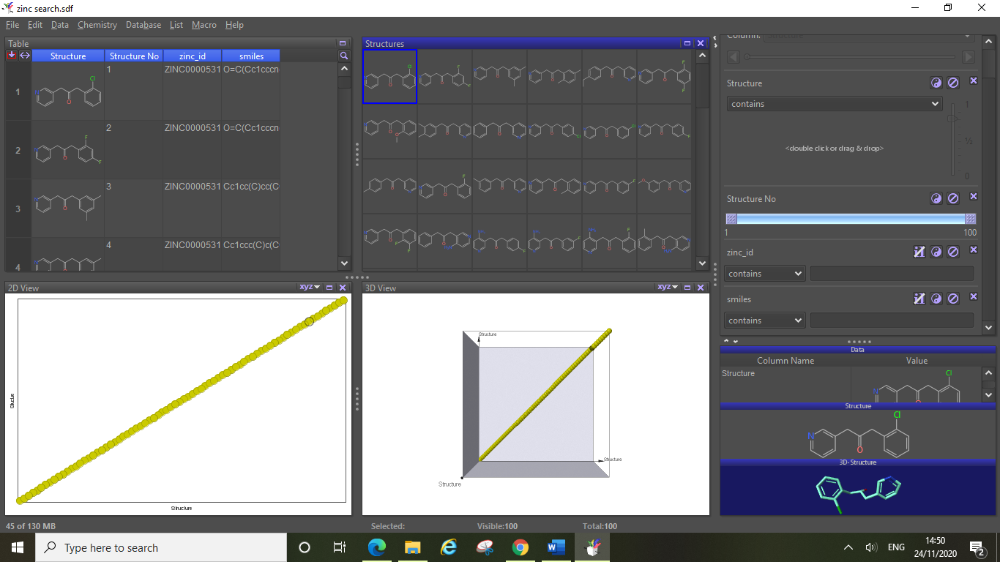 zinc search.sdf
File Edit Data Chemistry Database List Macro Help
Table
Structure Structure No zinc_id smiles
1 1 ZINC0000531 O=C(Cc1cccn
2 2 ZINC0000531 O=C(Cc1cccn
3 3 ZINC0000531 Cc1cc(C)cc(C
4 4 ZINC0000531 Cc1ccc(C)c(C
Structures
Column: Structure
Structure
contains
1
½
0
<double click or drag & drop>
Structure No
1 100
zinc_id
contains
smiles
contains
2D View xyz
Structure
Structure
3D View xyz
Structure
Structure
Structure
Data
Column Name Value
Structure
Cl
N
Structure
Cl
N
O
3D-Structure
45 of 130 MB
Selected: Visible:100 Total:100
Type here to search
ENG
14:50
24/11/2020
2